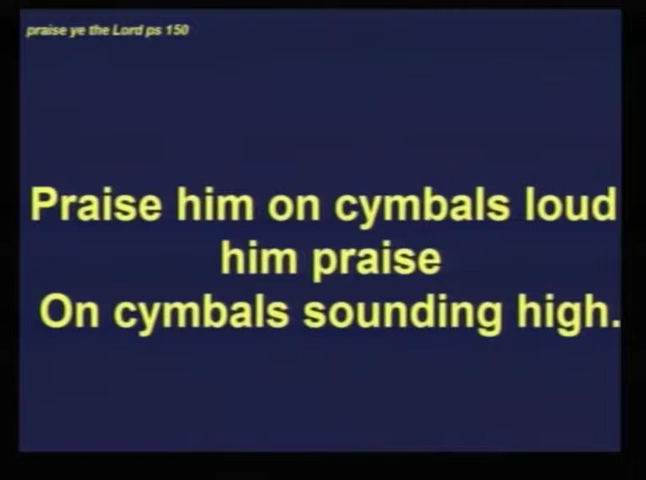 praise ye the Lord ps 150
Praise him on cymbals loud
him praise
On cymbals sounding high.